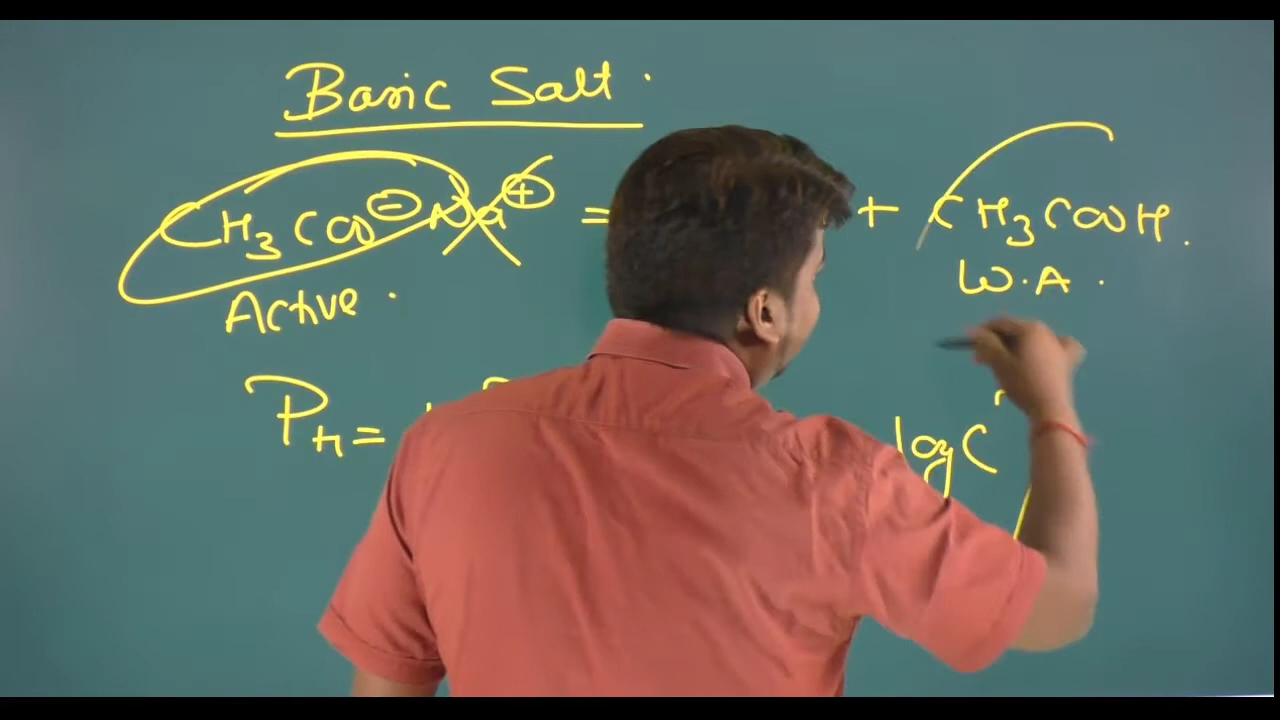 Basic Salt.
CH3COO⊖ Na⊕ = + CH3COOH.
Active. W.A.
PH= log C